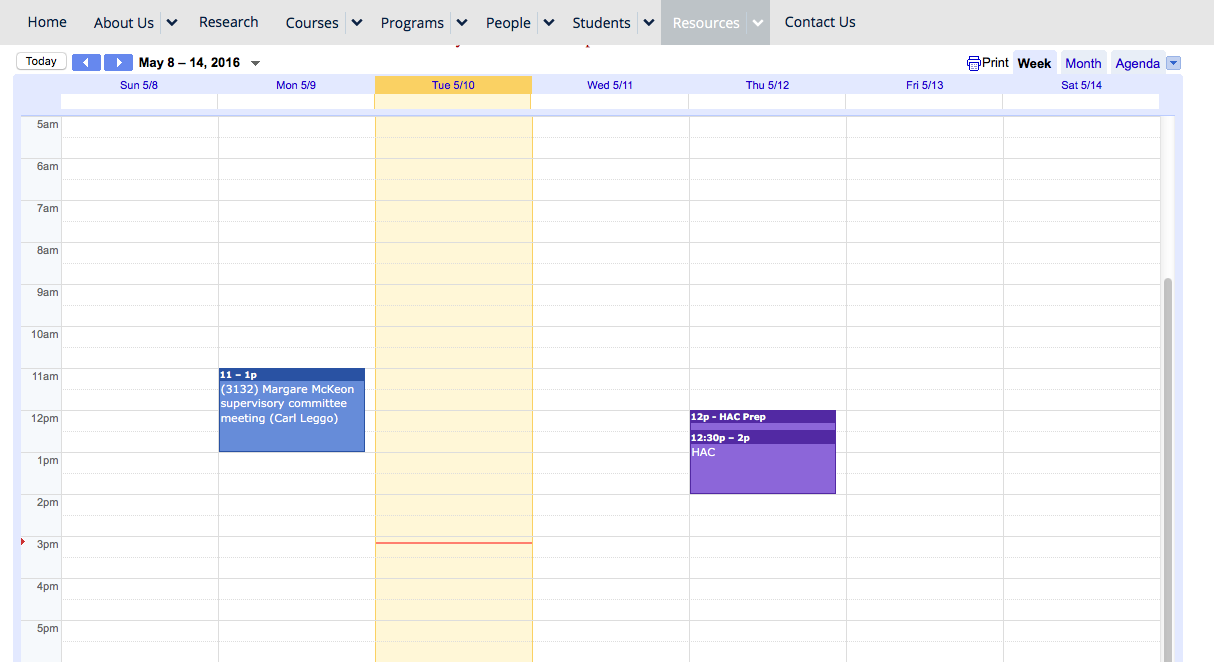 Home About Us Research Courses Programs People Students Resources Contact Us
Today May 8 – 14, 2016 Print Week Month Agenda
Sun 5/8 Mon 5/9 Tue 5/10 Wed 5/11 Thu 5/12 Fri 5/13 Sat 5/14
5am
6am
7am
8am
9am
10am
11am
11 – 1p
(3132) Margare McKeon
supervisory committee
meeting (Carl Leggo)
12pm
12p - HAC Prep
12:30p – 2p
HAC
1pm
2pm
3pm
4pm
5pm